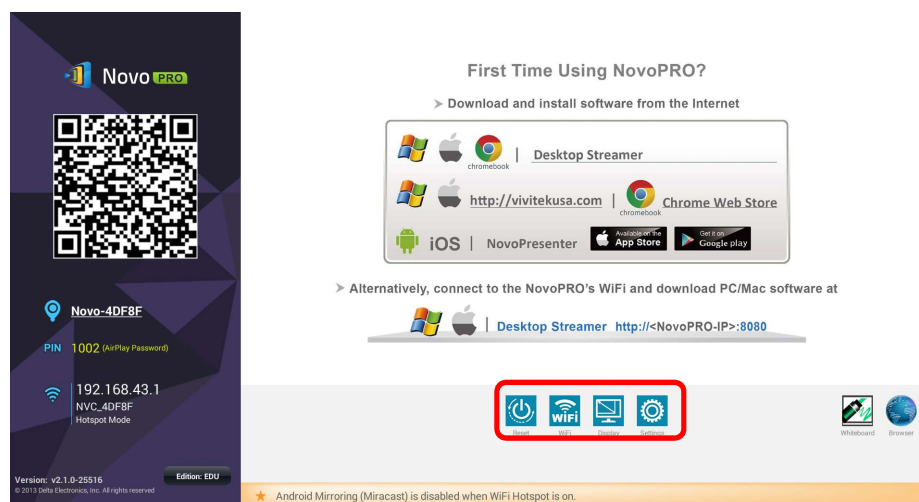 Novo PRO
Novo-4DF8F
PIN 1002 (AirPlay Password)
192.168.43.1
NVC_4DF8F
Hotspot Mode
Version: v2.1.0-25516
Edition: EDU
© 2013 Delta Electronics, Inc. All rights reserved
First Time Using NovoPRO?
➢ Download and install software from the Internet
chromebook | Desktop Streamer
http://vivitekusa.com | chromebook Chrome Web Store
iOS | NovoPresenter Available on the App Store Get it on Google play
➢ Alternatively, connect to the NovoPRO's WiFi and download PC/Mac software at
| Desktop Streamer http://<NovoPRO-IP>:8080
WiFi
Reset WiFi Display Settings
Whiteboard Browser
★ Android Mirroring (Miracast) is disabled when WiFi Hotspot is on.